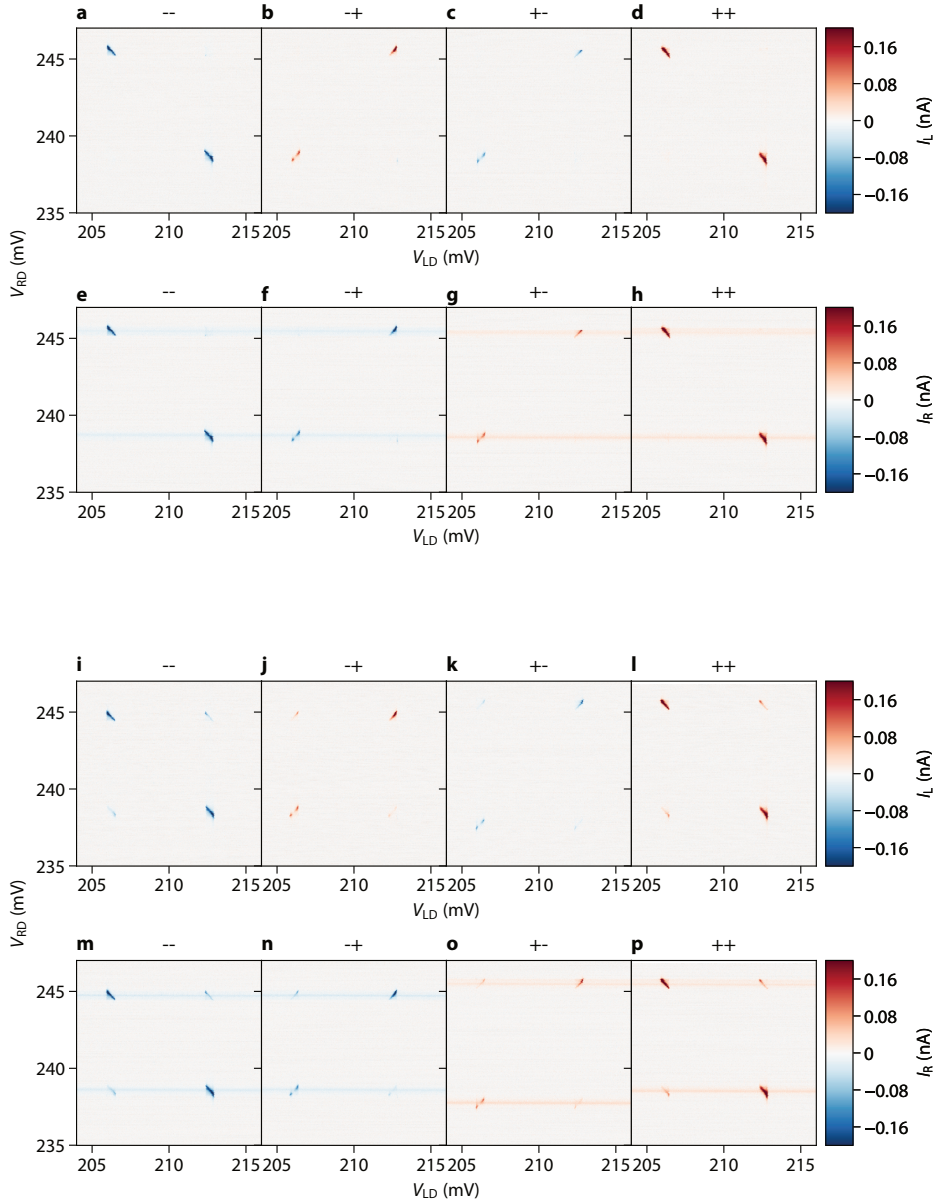 a -- b -+ c +- d ++
245
240
235
205 210 215 205 210 215 205 210 215 205 210 215
V_LD (mV)
0.16
0.08
0
−0.08
−0.16
I_L (nA)
V_RD (mV)
e -- f -+ g +- h ++
245
240
235
205 210 215 205 210 215 205 210 215 205 210 215
V_LD (mV)
0.16
0.08
0
−0.08
−0.16
I_R (nA)
i -- j -+ k +- l ++
245
240
235
205 210 215 205 210 215 205 210 215 205 210 215
V_LD (mV)
0.16
0.08
0
−0.08
−0.16
I_L (nA)
V_RD (mV)
m -- n -+ o +- p ++
245
240
235
205 210 215 205 210 215 205 210 215 205 210 215
V_LD (mV)
0.16
0.08
0
−0.08
−0.16
I_R (nA)